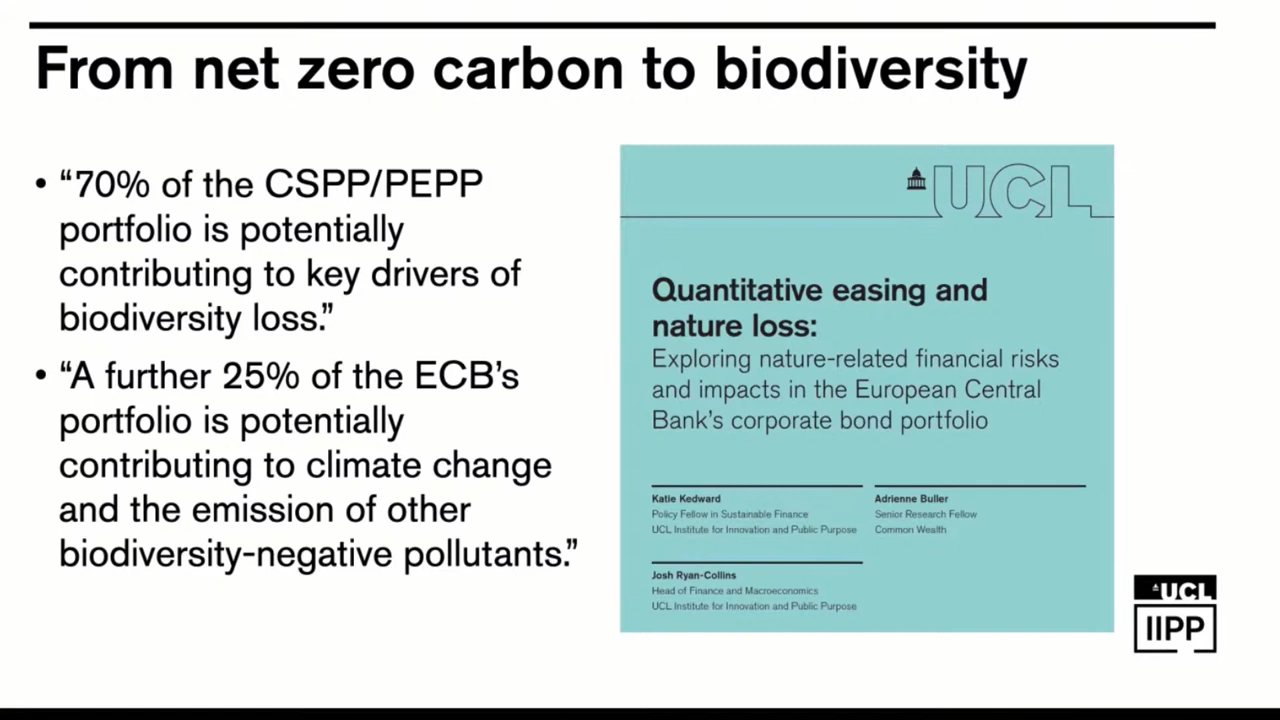 From net zero carbon to biodiversity
• “70% of the CSPP/PEPP
portfolio is potentially
contributing to key drivers of
biodiversity loss.”
• “A further 25% of the ECB’s
portfolio is potentially
contributing to climate change
and the emission of other
biodiversity-negative pollutants.”
UCL
Quantitative easing and
nature loss:
Exploring nature-related financial risks
and impacts in the European Central
Bank’s corporate bond portfolio
Katie Kedward
Policy Fellow in Sustainable Finance
UCL Institute for Innovation and Public Purpose
Adrienne Buller
Senior Research Fellow
Common Wealth
Josh Ryan-Collins
Head of Finance and Macroeconomics
UCL Institute for Innovation and Public Purpose
UCL
IIPP